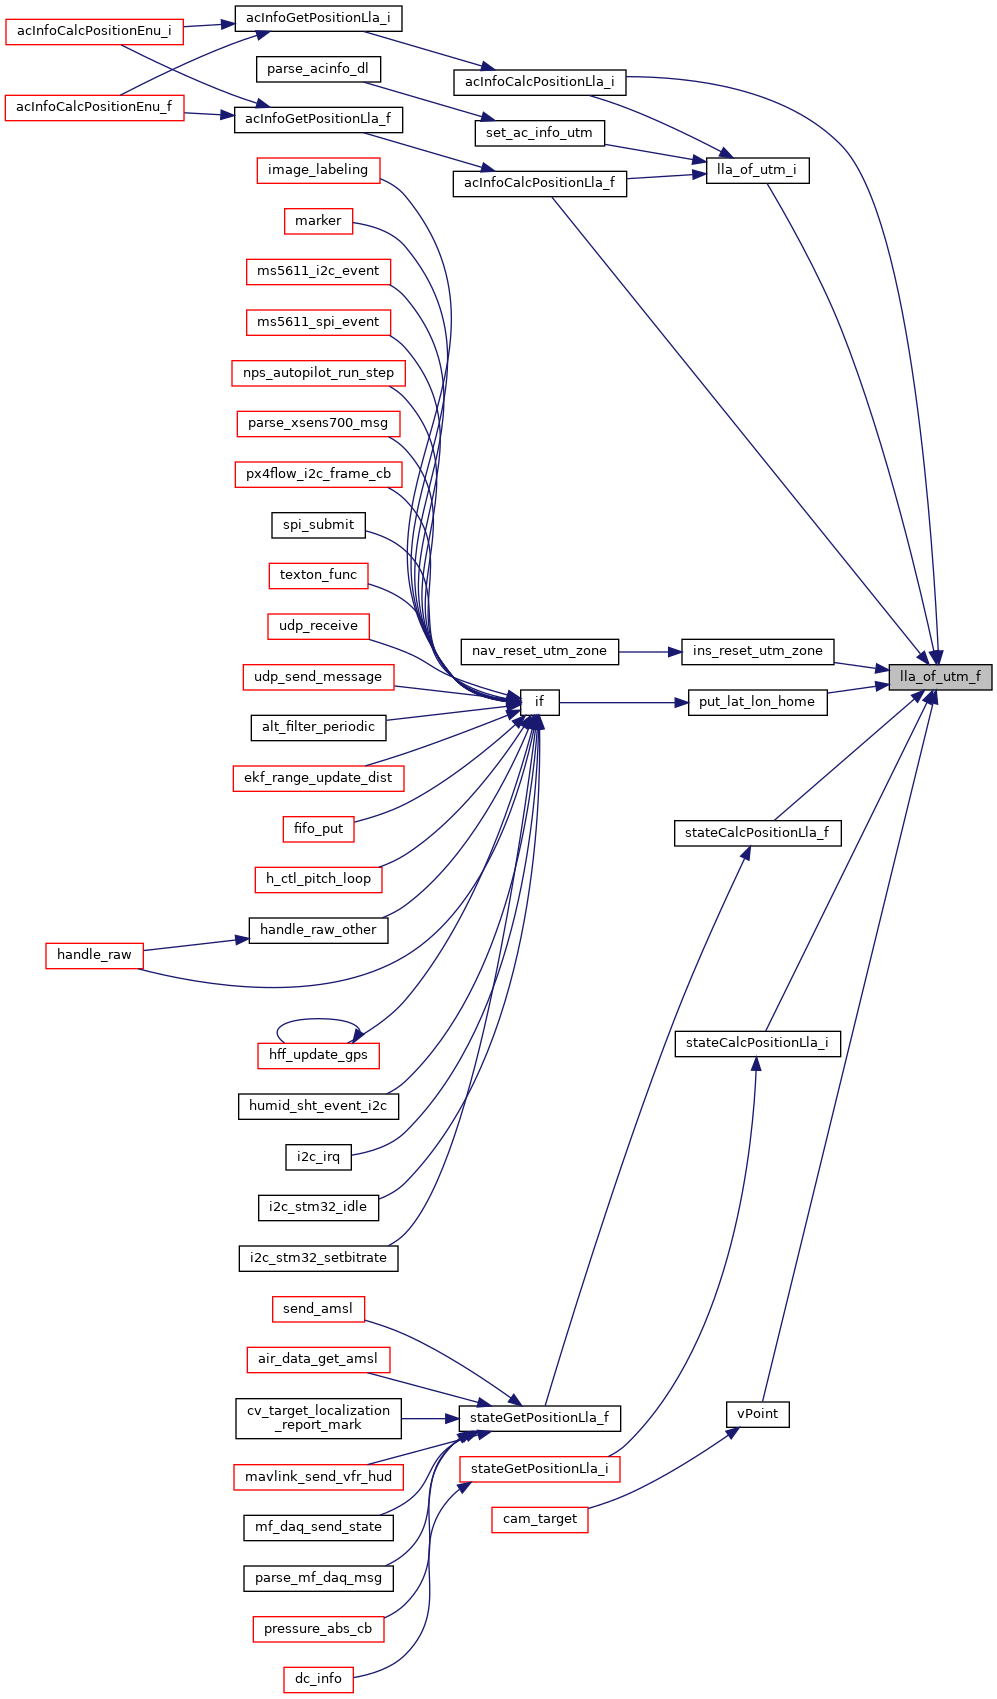 acInfoGetPositionLla_i
acInfoCalcPositionEnu_i
parse_acinfo_dl
acInfoCalcPositionLla_i
acInfoCalcPositionEnu_f
acInfoGetPositionLla_f
set_ac_info_utm
image_labeling
acInfoCalcPositionLla_f
lla_of_utm_i
marker
ms5611_i2c_event
ms5611_spi_event
nps_autopilot_run_step
parse_xsens700_msg
px4flow_i2c_frame_cb
spi_submit
texton_func
udp_receive
nav_reset_utm_zone
ins_reset_utm_zone
udp_send_message
lla_of_utm_f
if
put_lat_lon_home
alt_filter_periodic
ekf_range_update_dist
fifo_put
stateCalcPositionLla_f
h_ctl_pitch_loop
handle_raw_other
handle_raw
hff_update_gps
stateCalcPositionLla_i
humid_sht_event_i2c
i2c_irq
i2c_stm32_idle
i2c_stm32_setbitrate
send_amsl
air_data_get_amsl
cv_target_localization
_report_mark
stateGetPositionLla_f
vPoint
mavlink_send_vfr_hud
stateGetPositionLla_i
mf_daq_send_state
cam_target
parse_mf_daq_msg
pressure_abs_cb
dc_info